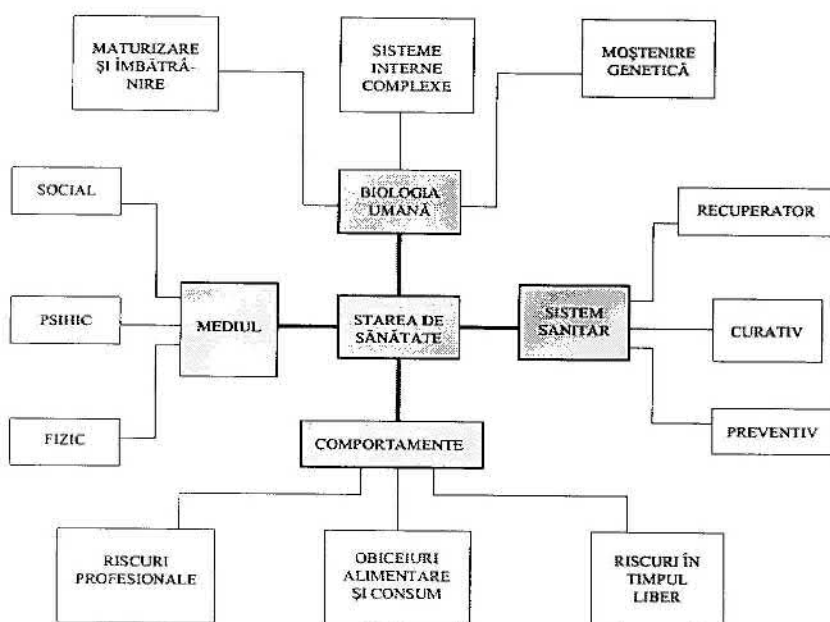 MATURIZARE
ŞI ÎMBĂTRÂ-
NIRE
SISTEME
INTERNE
COMPLEXE
MOŞTENIRE
GENETICĂ
BIOLOGIA
UMANĂ
SOCIAL
PSIHIC
FIZIC
MEDIUL
STAREA DE
SĂNĂTATE
SISTEM
SANITAR
RECUPERATOR
CURATIV
PREVENTIV
COMPORTAMENTE
RISCURI
PROFESIONALE
OBICEIURI
ALIMENTARE
ŞI CONSUM
RISCURI ÎN
TIMPUL
LIBER